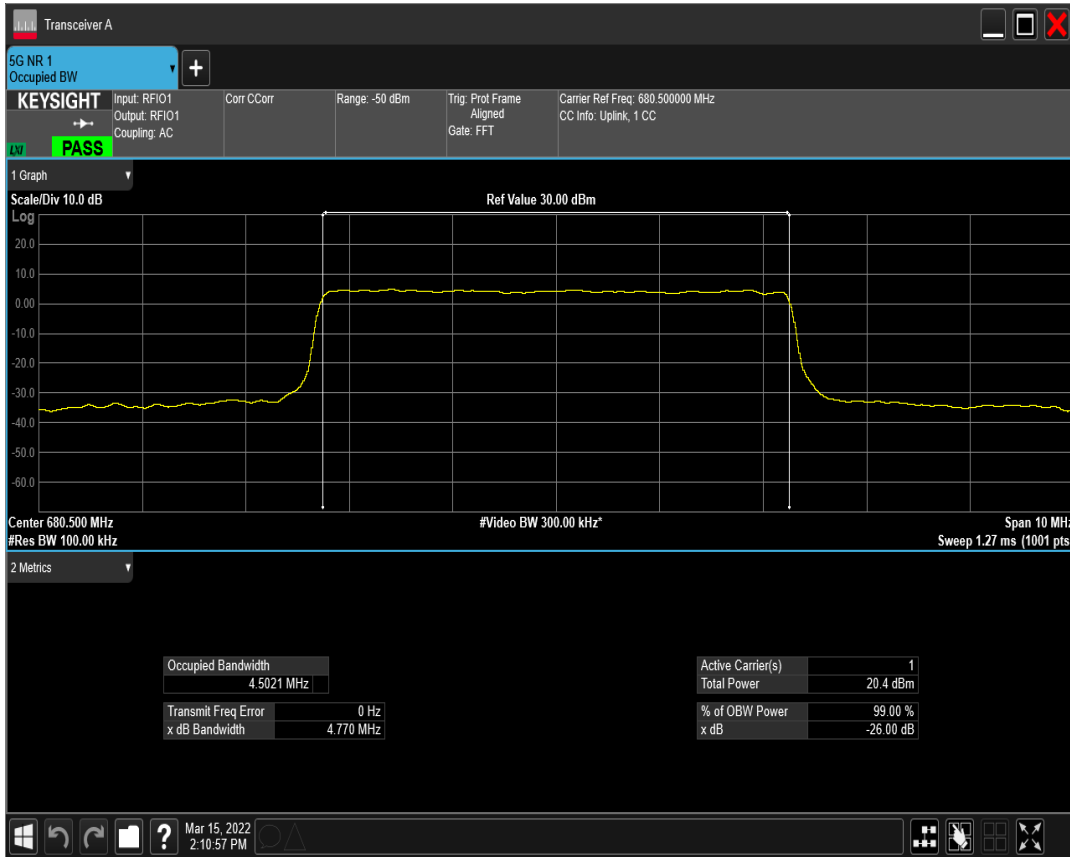 Transceiver A
5G NR 1
Occupied BW
KEYSIGHT
LXI
PASS
Input: RFIO1
Output: RFIO1
Coupling: AC
Corr CCorr
Range: -50 dBm
Trig: Prot Frame
Aligned
Gate: FFT
Carrier Ref Freq: 680.500000 MHz
CC Info: Uplink, 1 CC
1 Graph
Scale/Div 10.0 dB
Ref Value 30.00 dBm
Log
20.0
10.0
0.00
-10.0
-20.0
-30.0
-40.0
-50.0
-60.0
Center 680.500 MHz
#Video BW 300.00 kHz*
Span 10 MHz
#Res BW 100.00 kHz
Sweep 1.27 ms (1001 pts
2 Metrics
Occupied Bandwidth
4.5021 MHz
Transmit Freq Error 0 Hz
x dB Bandwidth 4.770 MHz
Active Carrier(s) 1
Total Power 20.4 dBm
% of OBW Power 99.00 %
x dB -26.00 dB
?
Mar 15, 2022
2:10:57 PM